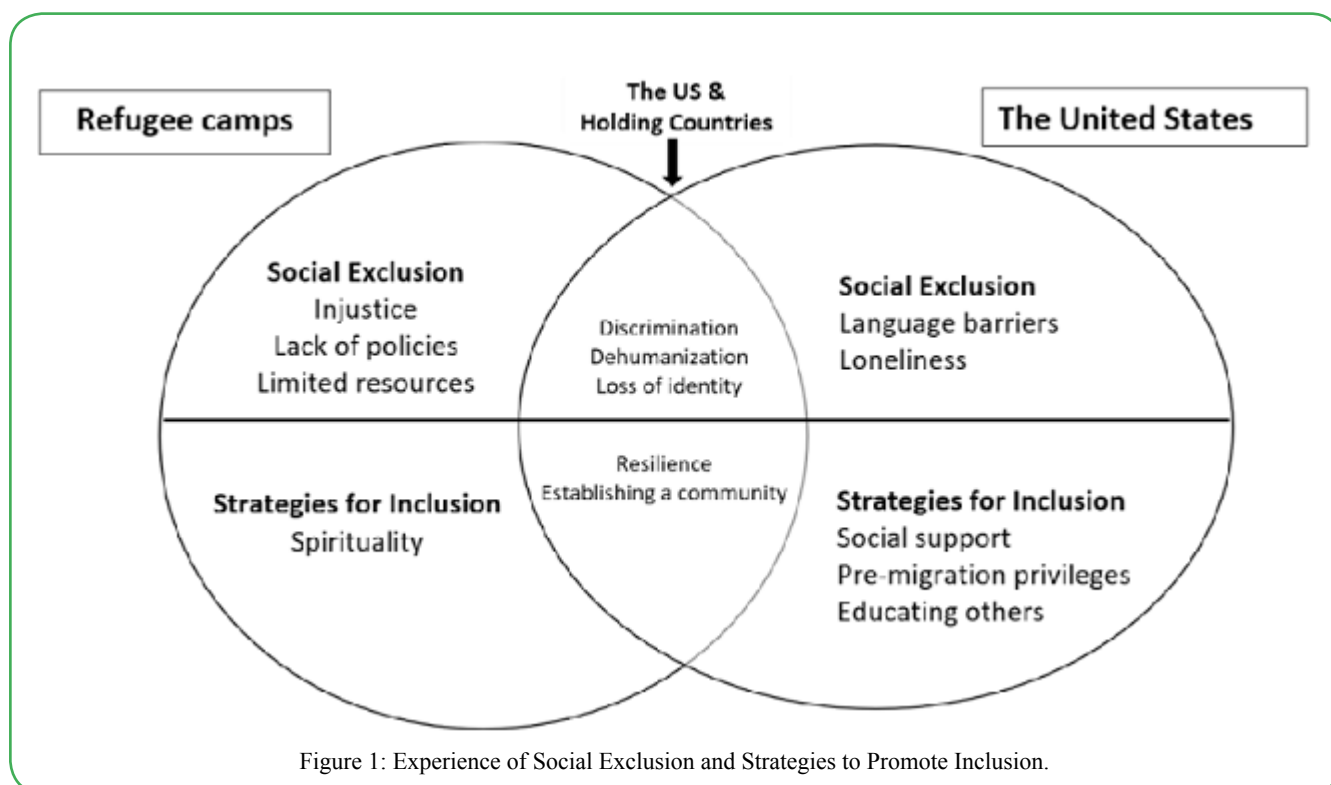 Refugee camps
The US &
Holding Countries
The United States
Social Exclusion
Injustice
Lack of policies
Limited resources
Discrimination
Dehumanization
Loss of identity
Social Exclusion
Language barriers
Loneliness
Strategies for Inclusion
Spirituality
Resilience
Establishing a community
Strategies for Inclusion
Social support
Pre-migration privileges
Educating others
Figure 1: Experience of Social Exclusion and Strategies to Promote Inclusion.